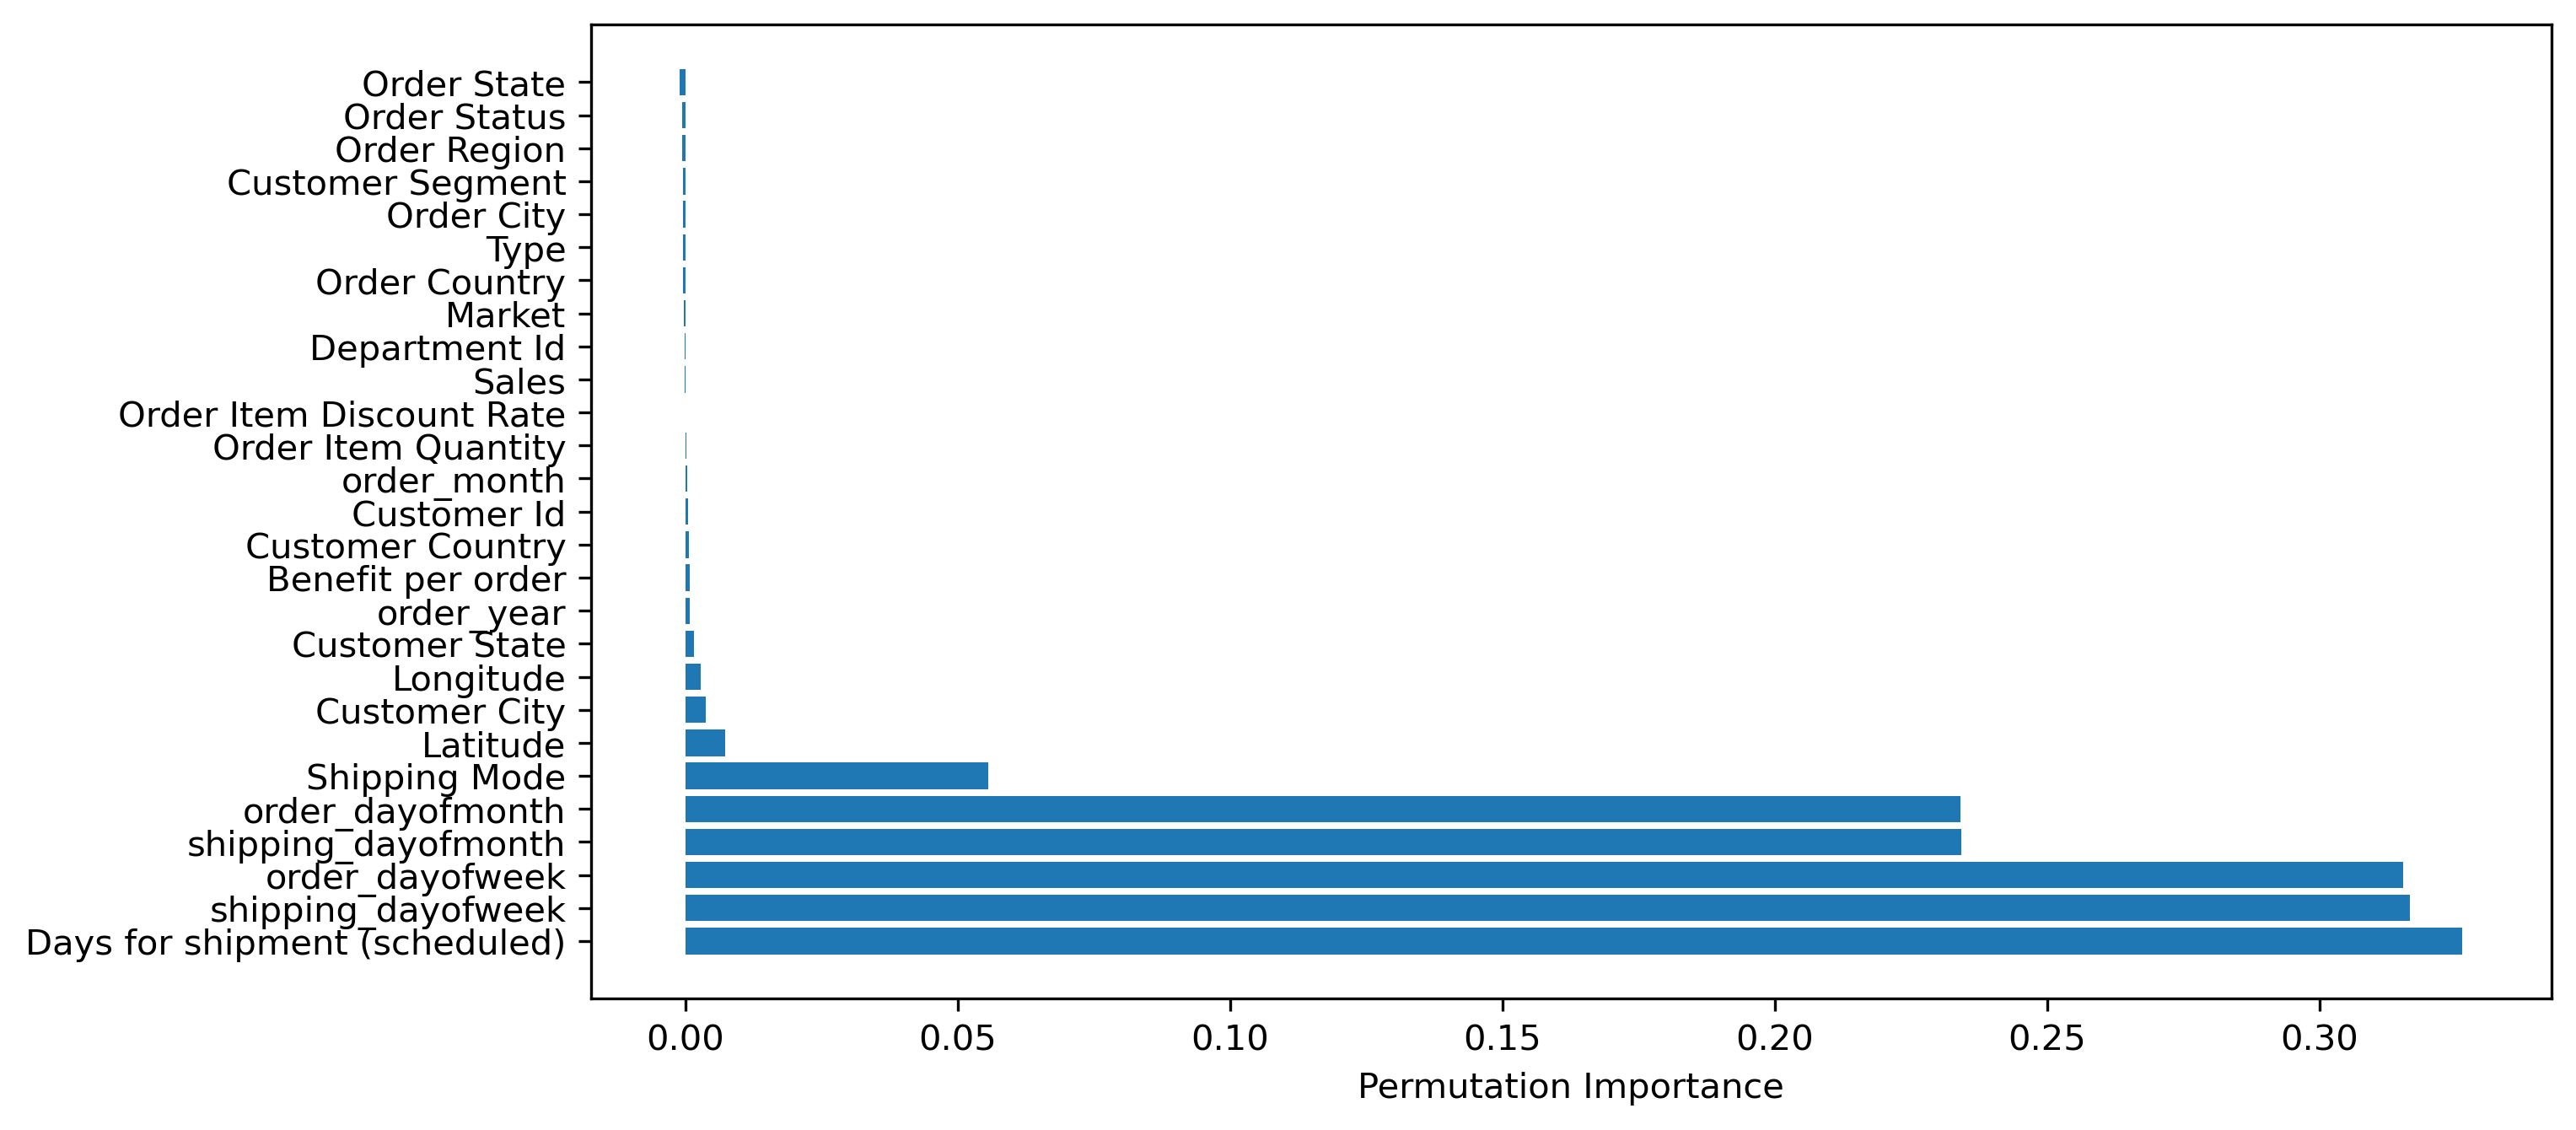 Order State
Order Status
Order Region
Customer Segment
Order City
Type
Order Country
Market
Department Id
Sales
Order Item Discount Rate
Order Item Quantity
order_month
Customer Id
Customer Country
Benefit per order
order_year
Customer State
Longitude
Customer City
Latitude
Shipping Mode
order_dayofmonth
shipping_dayofmonth
order_dayofweek
shipping_dayofweek
Days for shipment (scheduled)
0.00 0.05 0.10 0.15 0.20 0.25 0.30
Permutation Importance